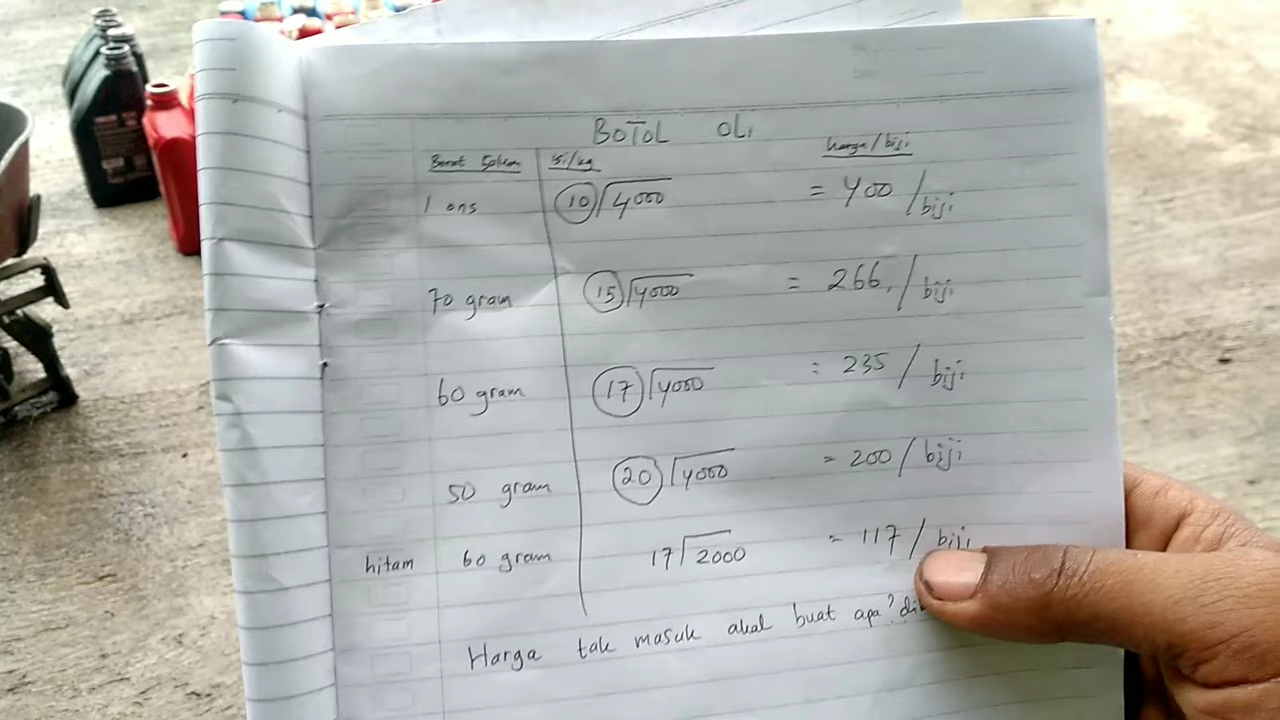 BOTOL OLI
Berat Satuan isi/kg harga/biji
1 ons 10 4000 = 400 / biji
70 gram 15 4000 = 266, / biji
60 gram 17 4000 = 235 / biji
50 gram 20 4000 = 200 / biji
hitam 60 gram 17 2000 = 117 / biji
Harga tak masuk akal buat apa?